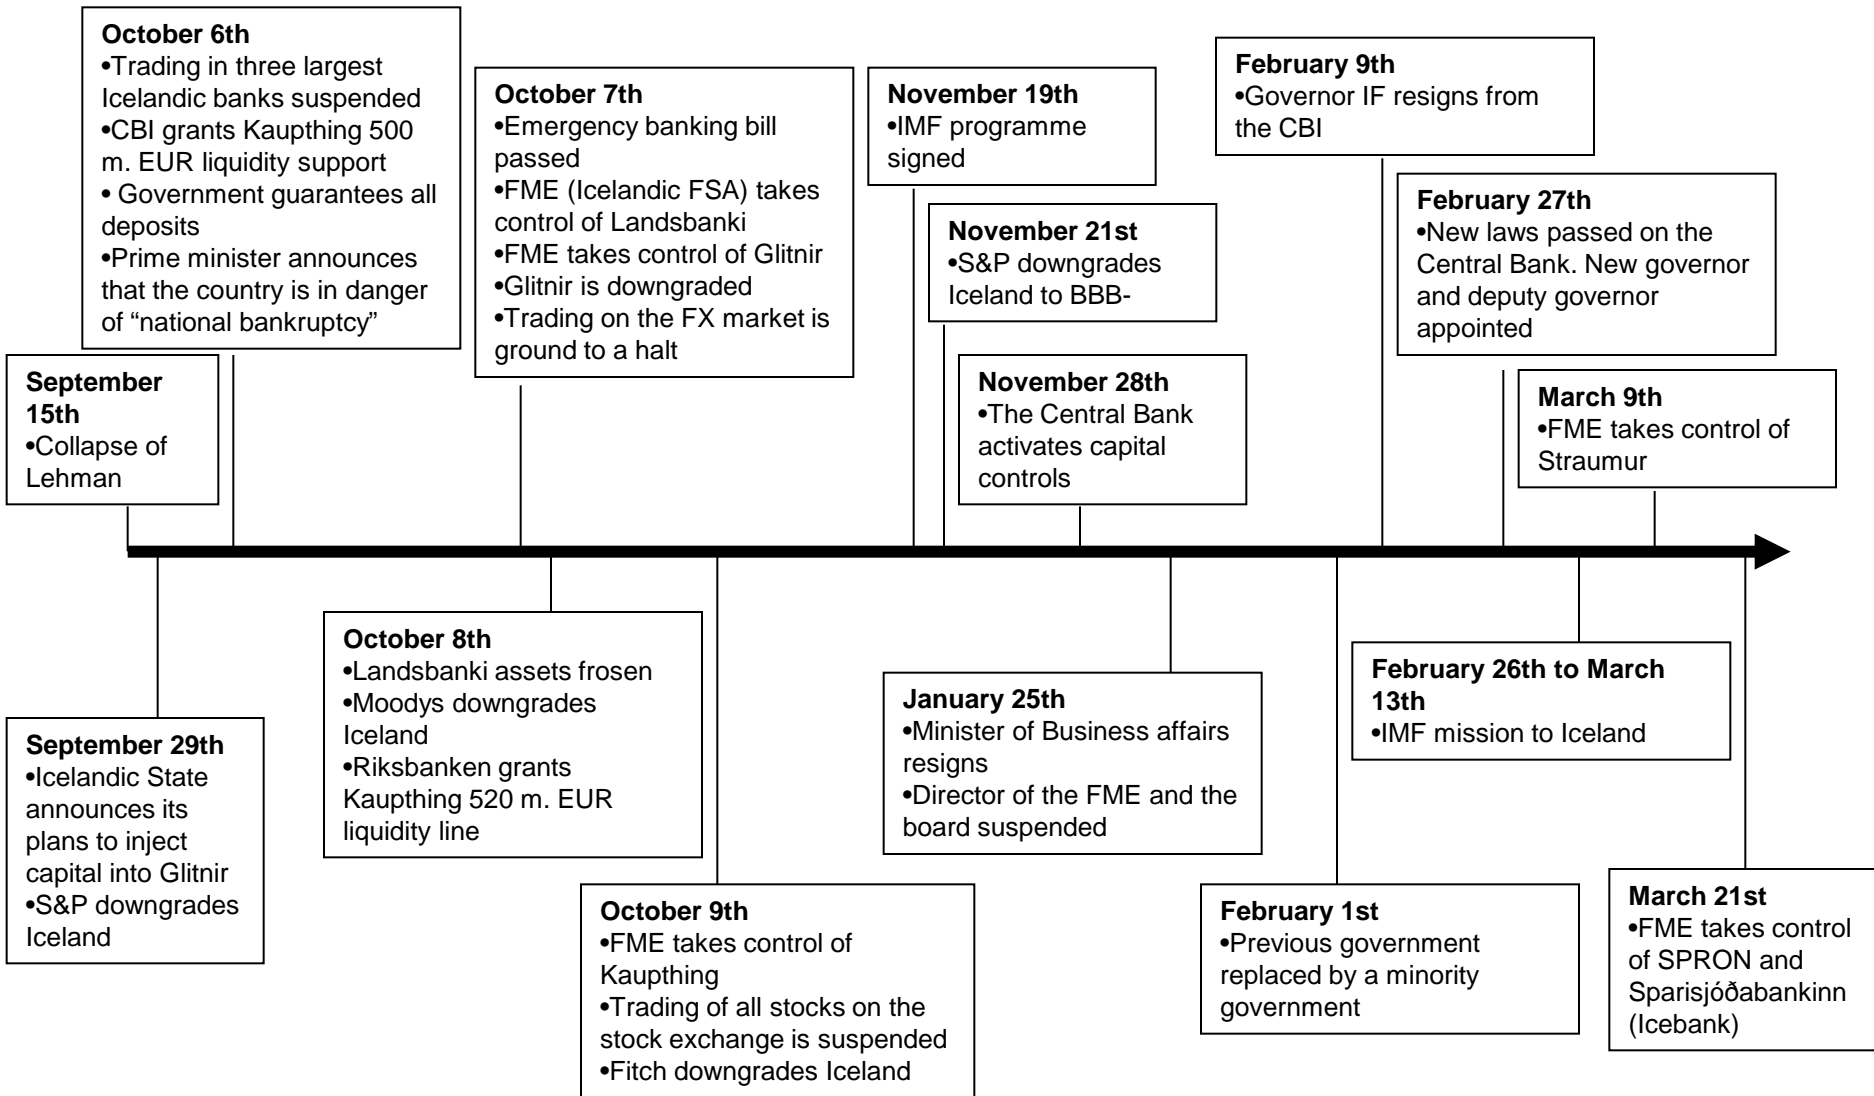 October 6th
•Trading in three largest
Icelandic banks suspended
•CBI grants Kaupthing 500
m. EUR liquidity support
• Government guarantees all
deposits
•Prime minister announces
that the country is in danger
of “national bankruptcy”
October 7th
•Emergency banking bill
passed
•FME (Icelandic FSA) takes
control of Landsbanki
•FME takes control of Glitnir
•Glitnir is downgraded
•Trading on the FX market is
ground to a halt
November 19th
•IMF programme
signed
February 9th
•Governor IF resigns from
the CBI
November 21st
•S&P downgrades
Iceland to BBB-
February 27th
•New laws passed on the
Central Bank. New governor
and deputy governor
appointed
September
15th
•Collapse of
Lehman
November 28th
•The Central Bank
activates capital
controls
March 9th
•FME takes control of
Straumur
September 29th
•Icelandic State
announces its
plans to inject
capital into Glitnir
•S&P downgrades
Iceland
October 8th
•Landsbanki assets frosen
•Moodys downgrades
Iceland
•Riksbanken grants
Kaupthing 520 m. EUR
liquidity line
October 9th
•FME takes control of
Kaupthing
•Trading of all stocks on the
stock exchange is suspended
•Fitch downgrades Iceland
January 25th
•Minister of Business affairs
resigns
•Director of the FME and the
board suspended
February 1st
•Previous government
replaced by a minority
government
February 26th to March
13th
•IMF mission to Iceland
March 21st
•FME takes control
of SPRON and
Sparisjóðabankinn
(Icebank)